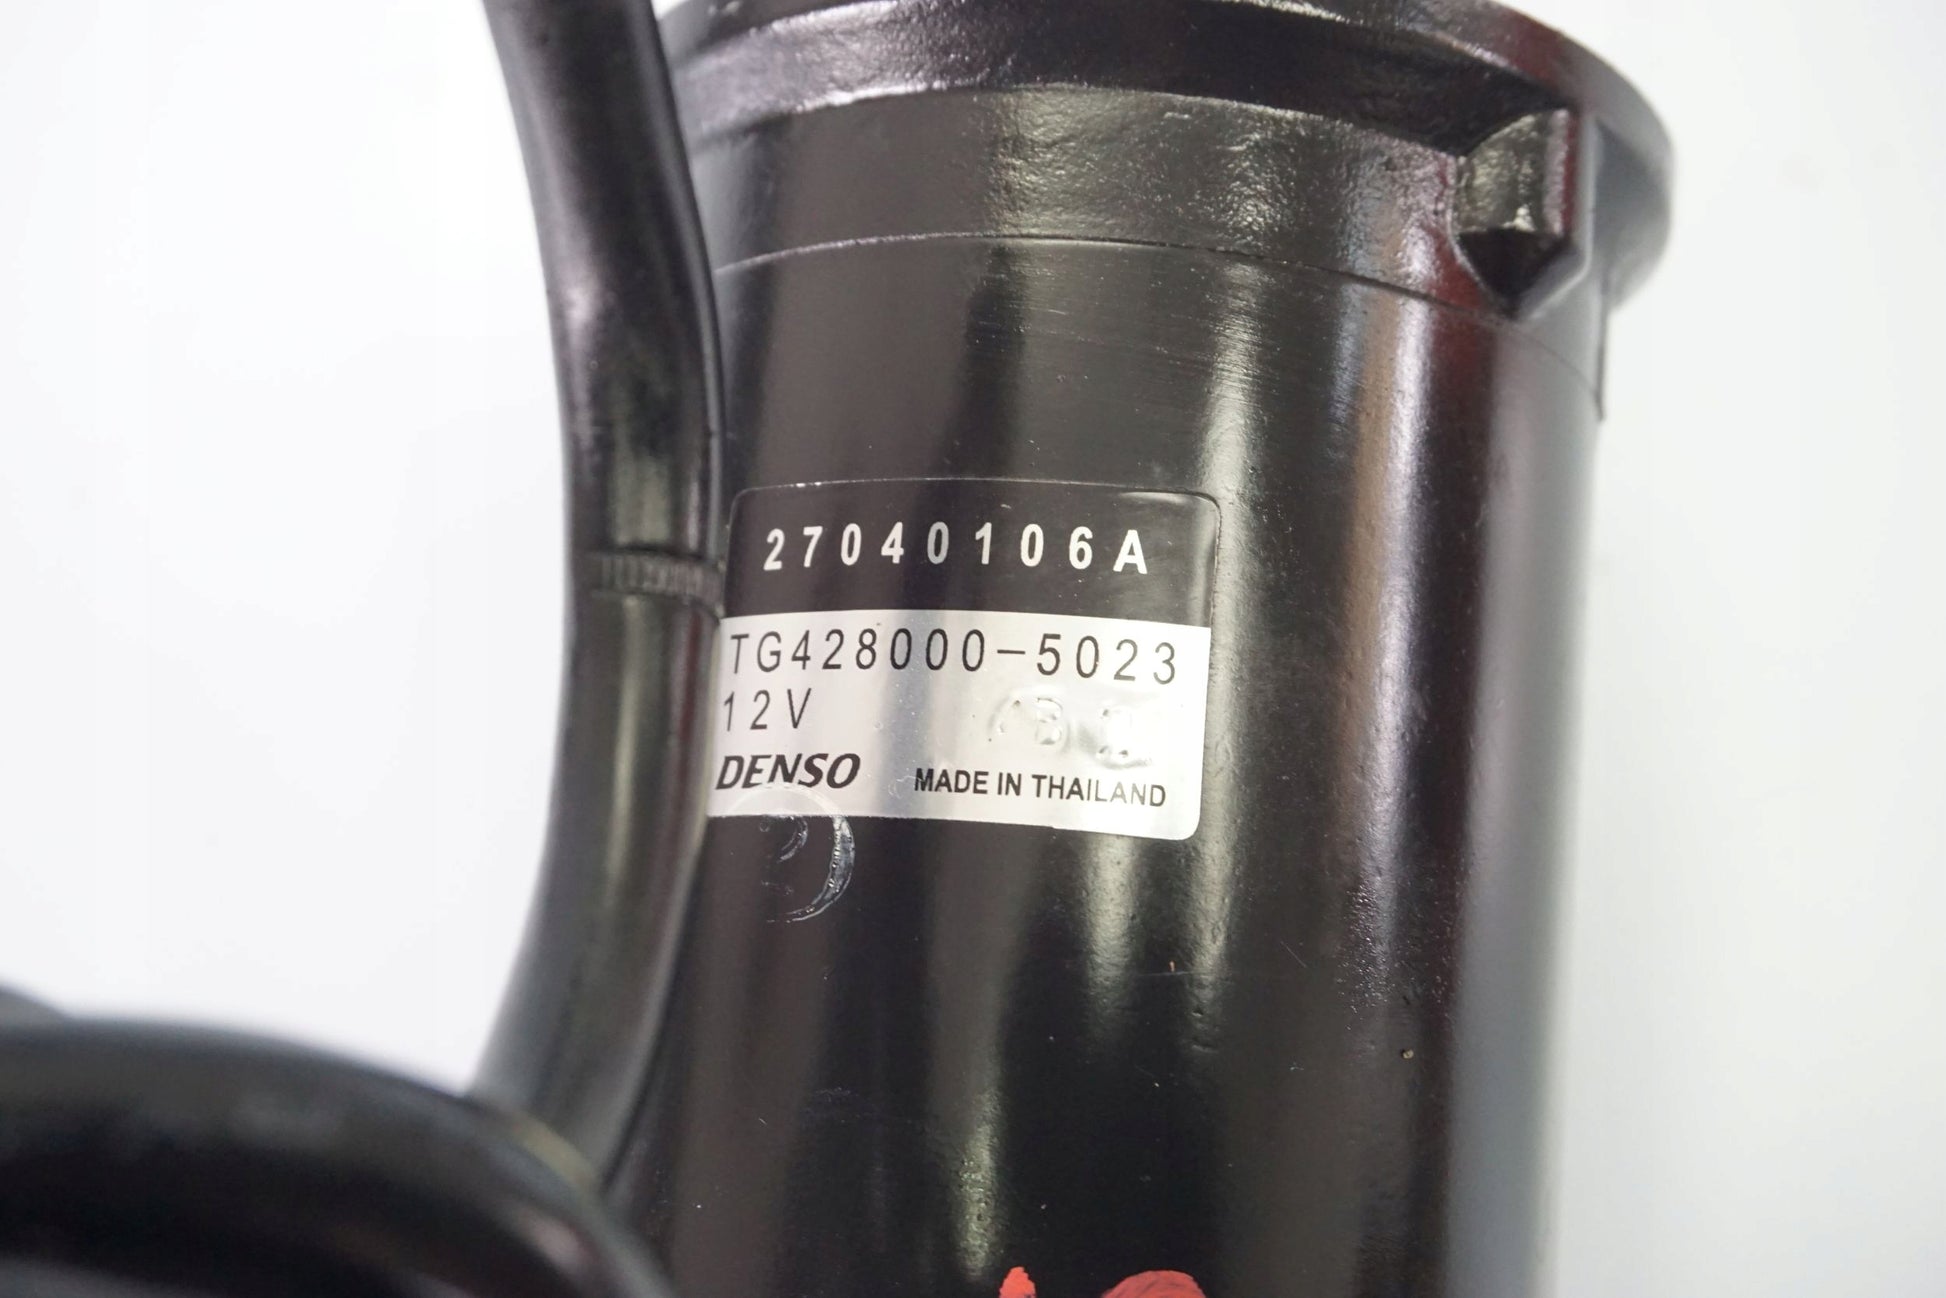 27040106A
TG428000-5023
12V
DENSO MADE IN THAILAND